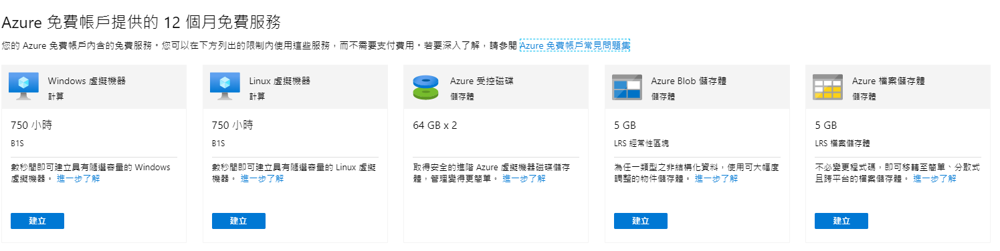 Azure 免費帳戶提供的 12 個月免費服務
您的 Azure 免費帳戶內含的免費服務。您可以在下方列出的限制內使用這些服務，而不需要支付費用。若要深入了解，請參閱 Azure 免費帳戶常見問題集
Windows 虛擬機器
計算
750 小時
B1S
數秒間即可建立具有隨選容量的 Windows
虛擬機器。 進一步了解
建立
Linux 虛擬機器
計算
750 小時
B1S
數秒間即可建立具有隨選容量的 Linux 虛擬
機器。 進一步了解
建立
Azure 受控磁碟
儲存體
64 GB x 2
取得安全的進階 Azure 虛擬機器磁碟儲存
體，管理變得更簡單。 進一步了解
Azure Blob 儲存體
儲存體
5 GB
LRS 經常性區塊
為任一類型之非結構化資料，使用可大幅度
調整的物件儲存體。 進一步了解
建立
Azure 檔案儲存體
儲存體
5 GB
LRS 檔案儲存體
不必變更程式碼，即可移轉至簡單、分散式
且跨平台的檔案儲存體。 進一步了解
建立